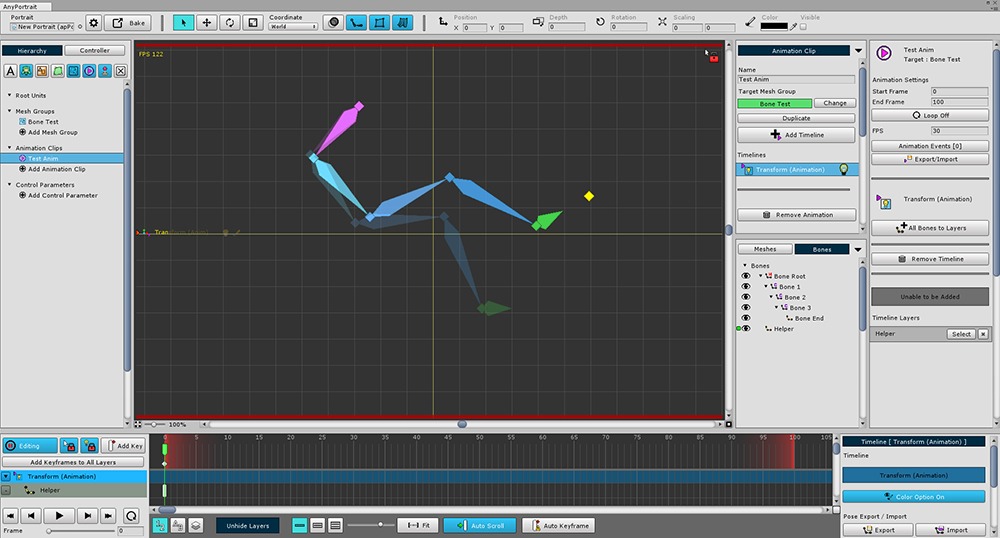 AnyPortrait
Portrait
New Portrait (apPo
Bake
Coordinate
World
Position
X 0 Y 0
Depth
0
Rotation
0
Scaling
0 0
Color
Visible
Hierarchy
Controller
Root Units
Mesh Groups
Bone Test
Add Mesh Group
Animation Clips
Test Anim
Add Animation Clip
Control Parameters
Add Control Parameter
FPS 122
Transform (Anim)
100%
Animation Clip
Name
Test Anim
Target Mesh Group
Bone Test
Change
Duplicate
Add Timeline
Timelines
Transform (Animation)
Remove Animation
Meshes
Bones
Bones
Bone Root
Bone 1
Bone 2
Bone 3
Bone End
Helper
Test Anim
Target : Bone Test
Animation Settings
Start Frame 0
End Frame 100
Loop Off
FPS 30
Animation Events [0]
Export/Import
Transform (Animation)
All Bones to Layers
Remove Timeline
Unable to be Added
Timeline Layers
Helper
Select
Editing
Add Key
Add Keyframes to All Layers
Transform (Animation)
Helper
Frame 0
0 5 10 15 20 25 30 35 40 45 50 55 60 65 70 75 80 85 90 95 100 105
Unhide Layers
Fit
Auto Scroll
Auto Keyframe
Timeline [ Transform (Animation) ]
Timeline
Transform (Animation)
Color Option On
Pose Export / Import
Export
Import